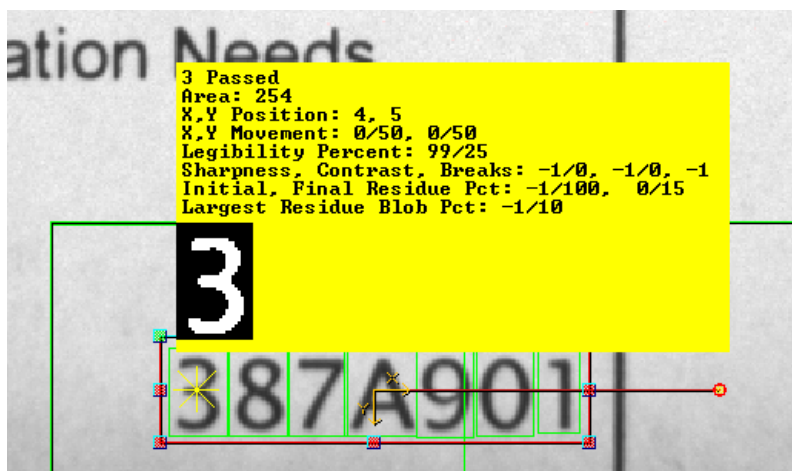 ation Needs
3 Passed
Area: 254
X,Y Position: 4, 5
X,Y Movement: 0/50, 0/50
Legibility Percent: 99/25
Sharpness, Contrast, Breaks: -1/0, -1/0, -1
Initial, Final Residue Pct: -1/100, 0/15
Largest Residue Blob Pct: -1/10
3
387A901
X
Y